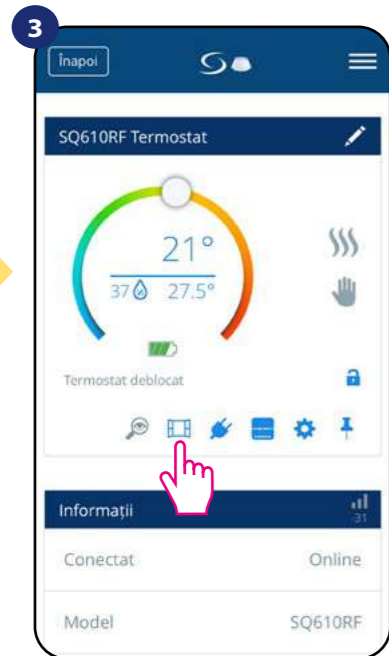 3
Înapoi
SQ610RF Termostat
21°
37 27.5°
Termostat deblocat
Informații
-31
Conectat Online
Model SQ610RF